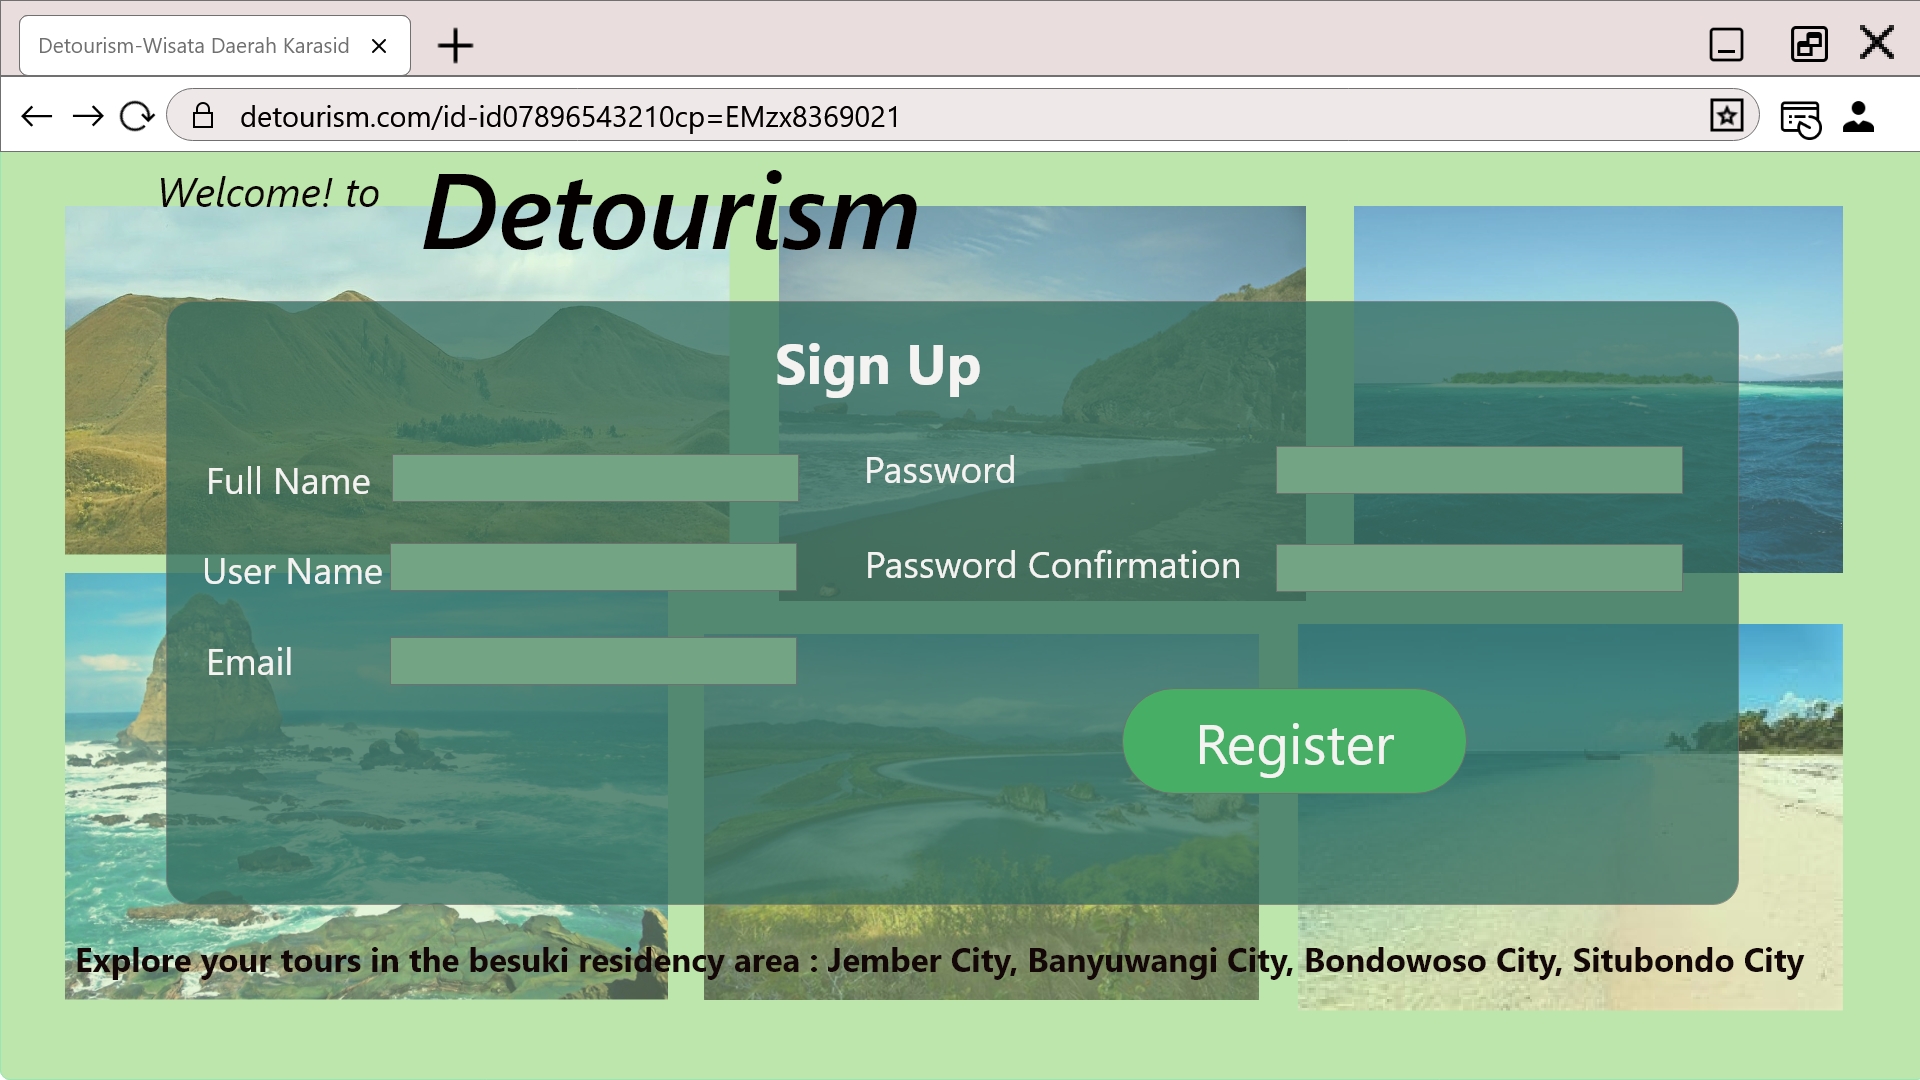 Detourism-Wisata Daerah Karasid
detourism.com/id-id07896543210cp=EMzx8369021
Welcome! to
Detourism
Sign Up
Full Name
Password
User Name
Password Confirmation
Email
Register
Explore your tours in the besuki residency area : Jember City, Banyuwangi City, Bondowoso City, Situbondo City